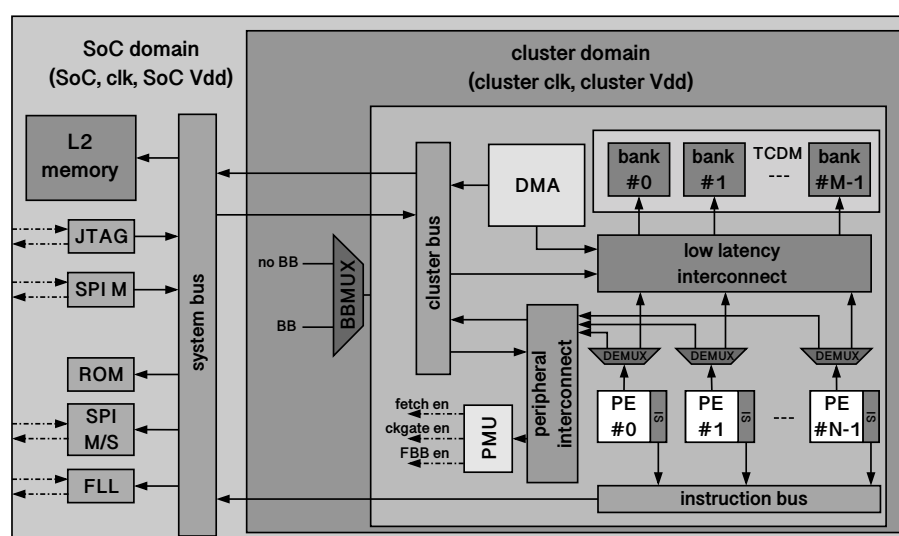 SoC domain
(SoC, clk, SoC Vdd)
cluster domain
(cluster clk, cluster Vdd)
L2
memory
JTAG
SPI M
ROM
SPI
M/S
FLL
system bus
no BB
BB
BBMUX
cluster bus
DMA
bank
#0
bank
#1
TCDM
bank
#M-1
low latency
interconnect
peripheral
interconnect
DEMUX
DEMUX
DEMUX
PE
#0
IS
PE
#1
IS
PE
#N-1
IS
fetch en
ckgate en
FBB en
PMU
instruction bus